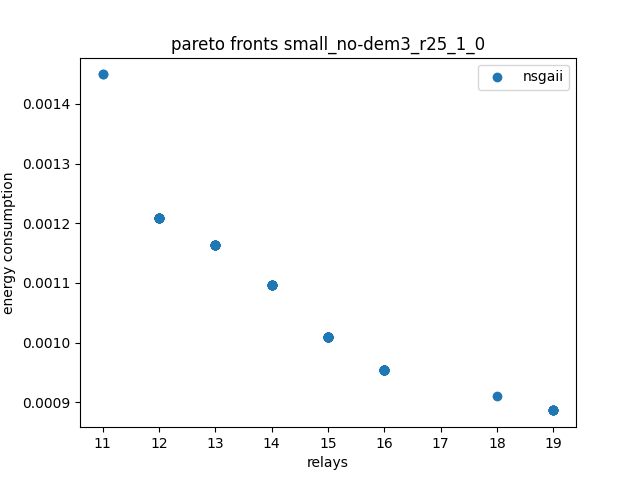 pareto fronts small_no-dem3_r25_1_0
nsgaii
0.0014
0.0013
0.0012
0.0011
0.0010
0.0009
energy consumption
11 12 13 14 15 16 17 18 19
relays